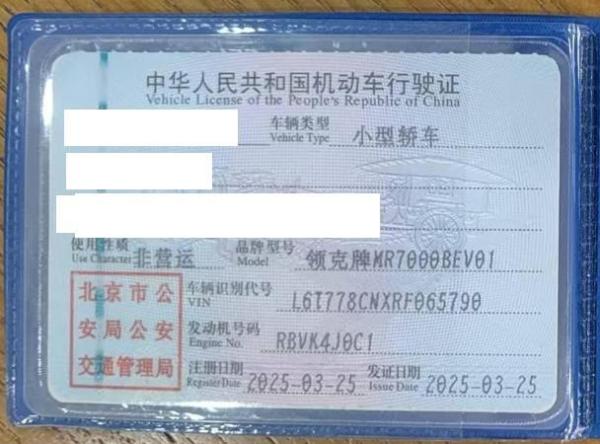 中华人民共和国机动车行驶证
Vehicle License of the People's Republic of China
车辆类型 小型轿车
Vehicle Type
使用性质 非营运 品牌型号 领克牌MR7000BEV01
Use Character Model
北京市公安局公安交通管理局
车辆识别代号 L6T778CNXRF065790
VIN
发动机号码 RBVK4J0C1
Engine No.
注册日期 2025-03-25 发证日期 2025-03-25
Register Date Issue Date